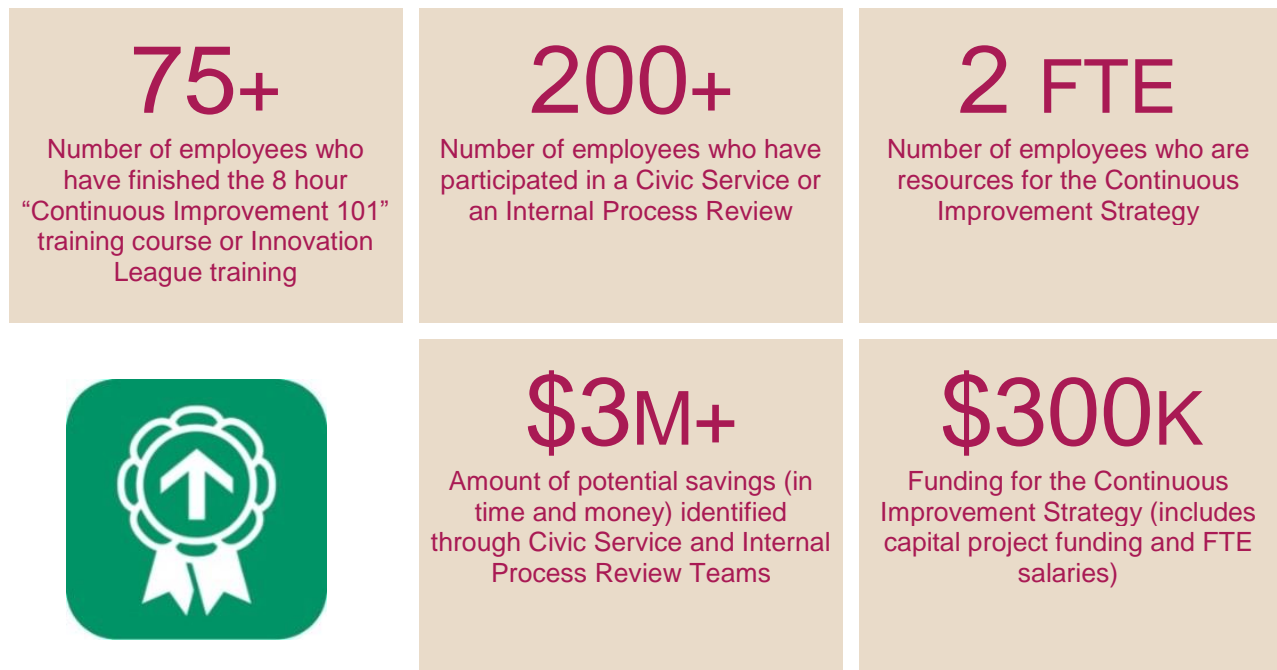 75+
Number of employees who
have finished the 8 hour
“Continuous Improvement 101”
training course or Innovation
League training
200+
Number of employees who have
participated in a Civic Service or
an Internal Process Review
2 FTE
Number of employees who are
resources for the Continuous
Improvement Strategy
$3M+
Amount of potential savings (in
time and money) identified
through Civic Service and Internal
Process Review Teams
$300K
Funding for the Continuous
Improvement Strategy (includes
capital project funding and FTE
salaries)